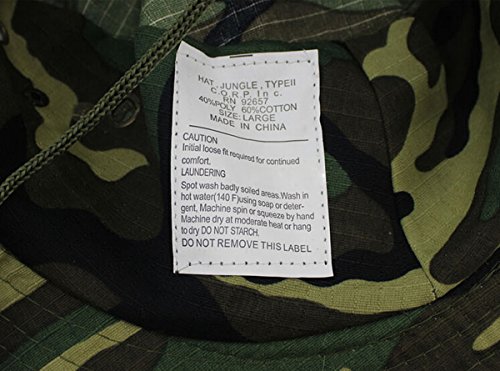 HAT, JUNGLE, TYPEII
C.O.R.P. Inc.
RN 92657
40%POLY 60%COTTON
SIZE: LARGE
MADE IN CHINA
CAUTION
Initial loose fit required for continued
comfort.
LAUNDERING
Spot wash badly soiled areas.Wash in
hot water(140 F)using soap or deter-
gent, Machine spin or squeeze by hand
Machine dry at moderate heat or hang
to dry DO NOT STARCH.
DO NOT REMOVE THIS LABEL